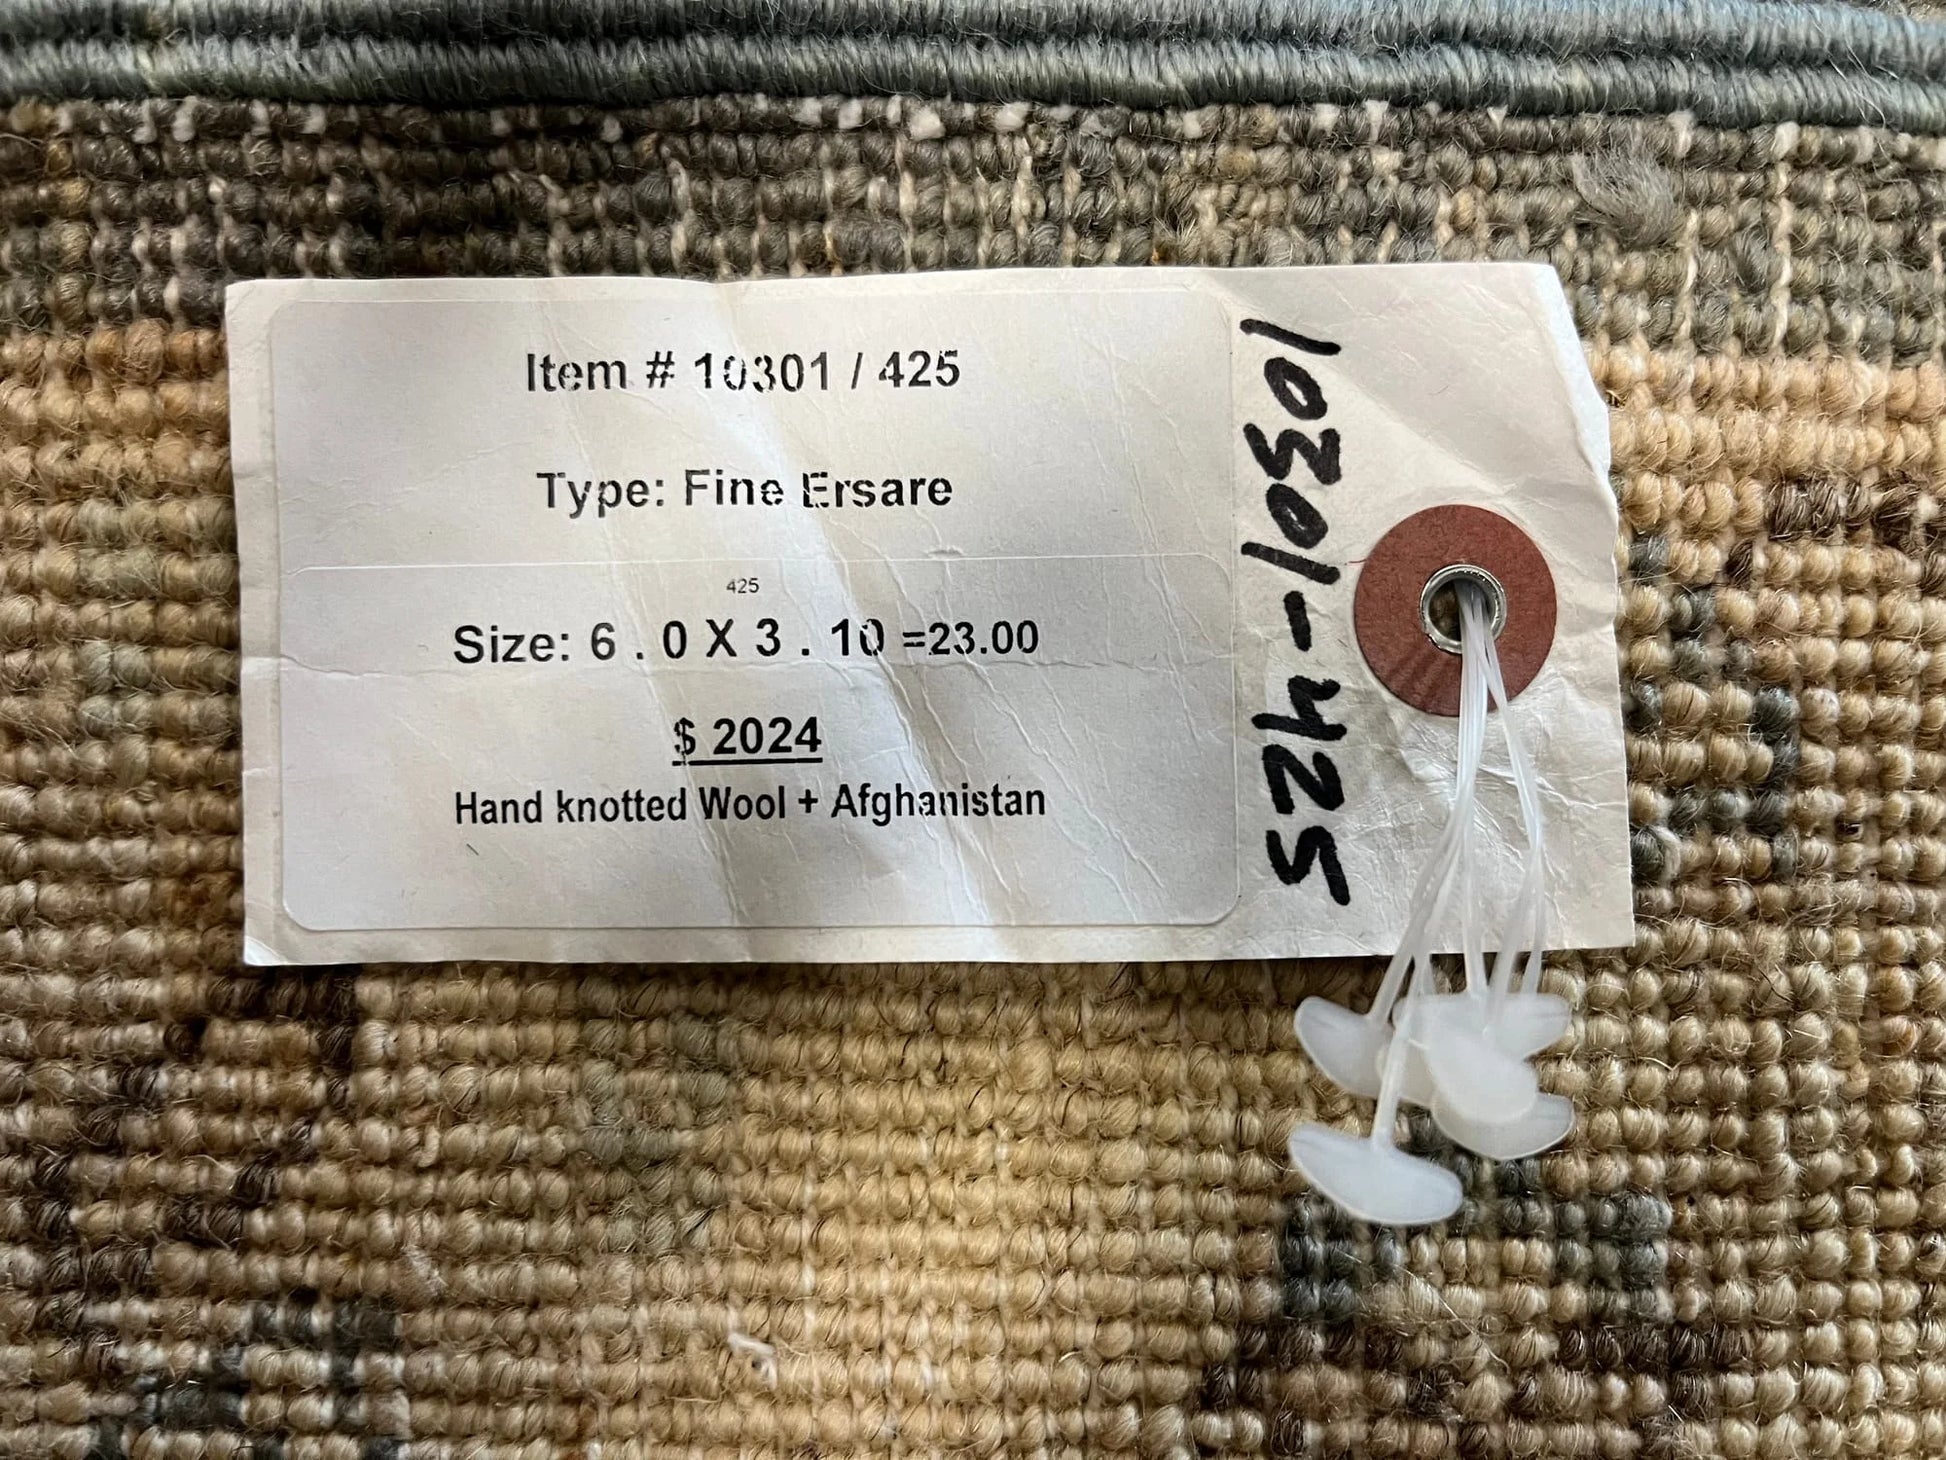 Item # 10301 / 425
Type: Fine Ersare
425
Size: 6 . 0 X 3 . 10 =23.00
$ 2024
Hand knotted Wool + Afghanistan
10301-425